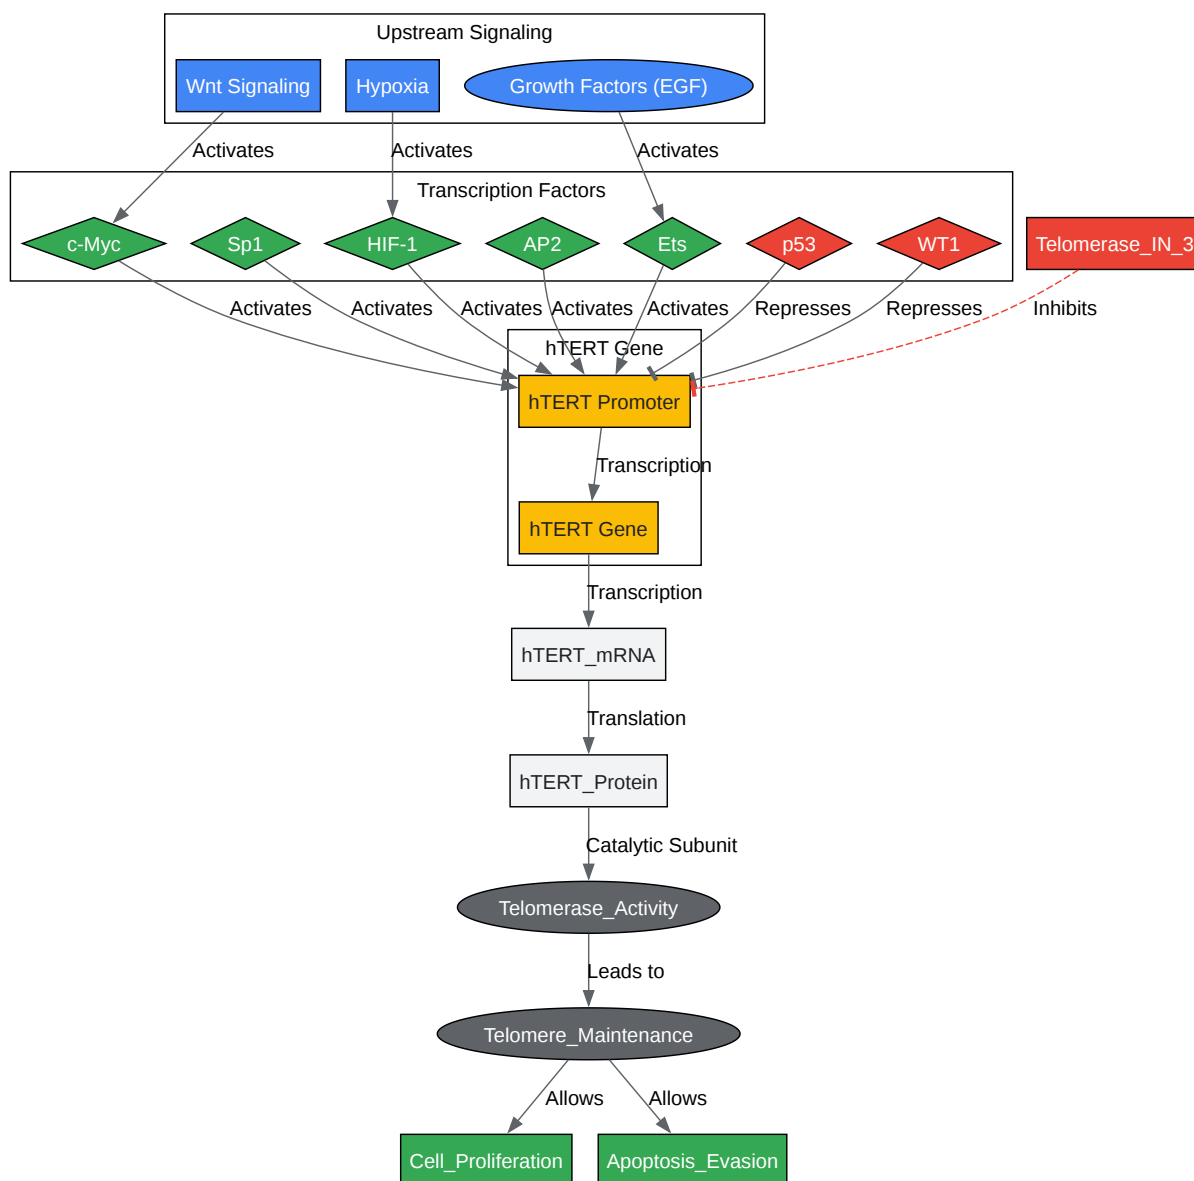 Upstream Signaling
Wnt Signaling
Hypoxia
Growth Factors (EGF)
Activates
Activates
Activates
Transcription Factors
c-Myc
Sp1
HIF-1
AP2
Ets
p53
WT1
Telomerase_IN_3
Activates
Activates
Activates
Activates
Activates
Represses
Represses
Inhibits
hTERT Gene
hTERT Promoter
Transcription
hTERT Gene
Transcription
hTERT_mRNA
Translation
hTERT_Protein
Catalytic Subunit
Telomerase_Activity
Leads to
Telomere_Maintenance
Allows
Allows
Cell_Proliferation
Apoptosis_Evasion